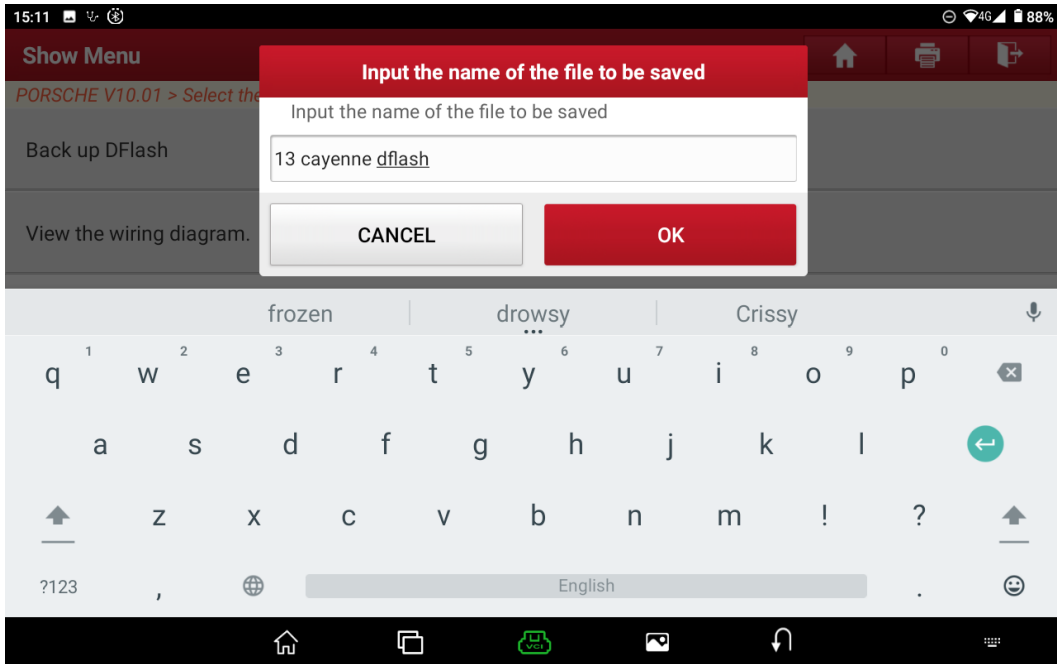 15:11 4G 88%
Show Menu
Input the name of the file to be saved
PORSCHE V10.01 > Select the
Input the name of the file to be saved
Back up DFlash
13 cayenne dflash
View the wiring diagram.
CANCEL OK
frozen drowsy Crissy
1 2 3 4 5 6 7 8 9 0
q w e r t y u i o p
a s d f g h j k l
z x c v b n m ! ?
?123 , English .
VCI